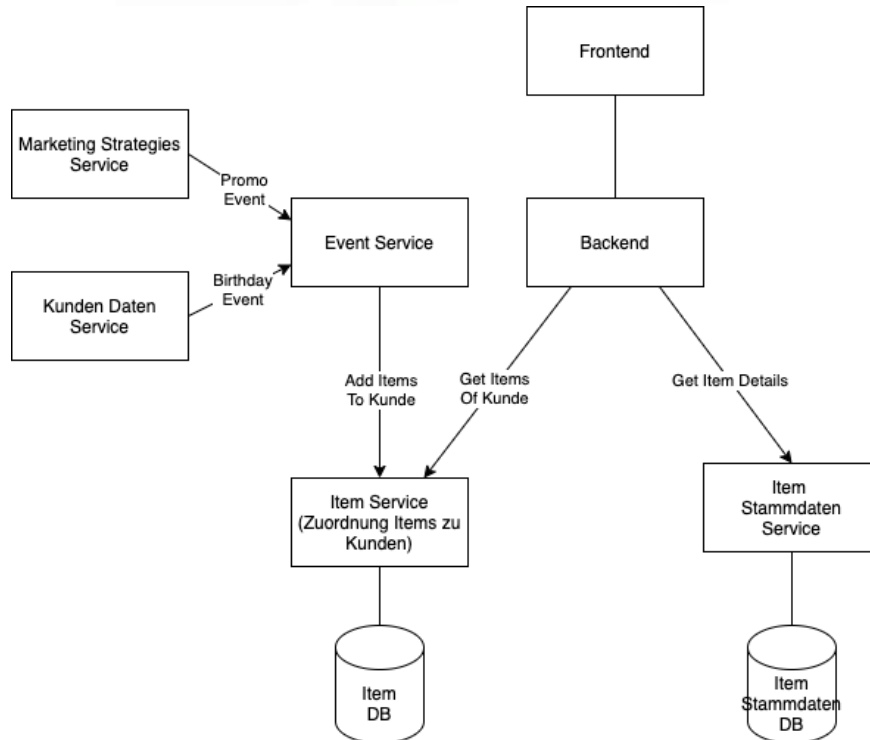 Frontend
Marketing Strategies
Service
Promo
Event
Event Service
Backend
Birthday
Event
Kunden Daten
Service
Add Items
To Kunde
Get Items
Of Kunde
Get Item Details
Item Service
(Zuordnung Items zu
Kunden)
Item
Stammdaten
Service
Item
DB
Item
Stammdaten
DB